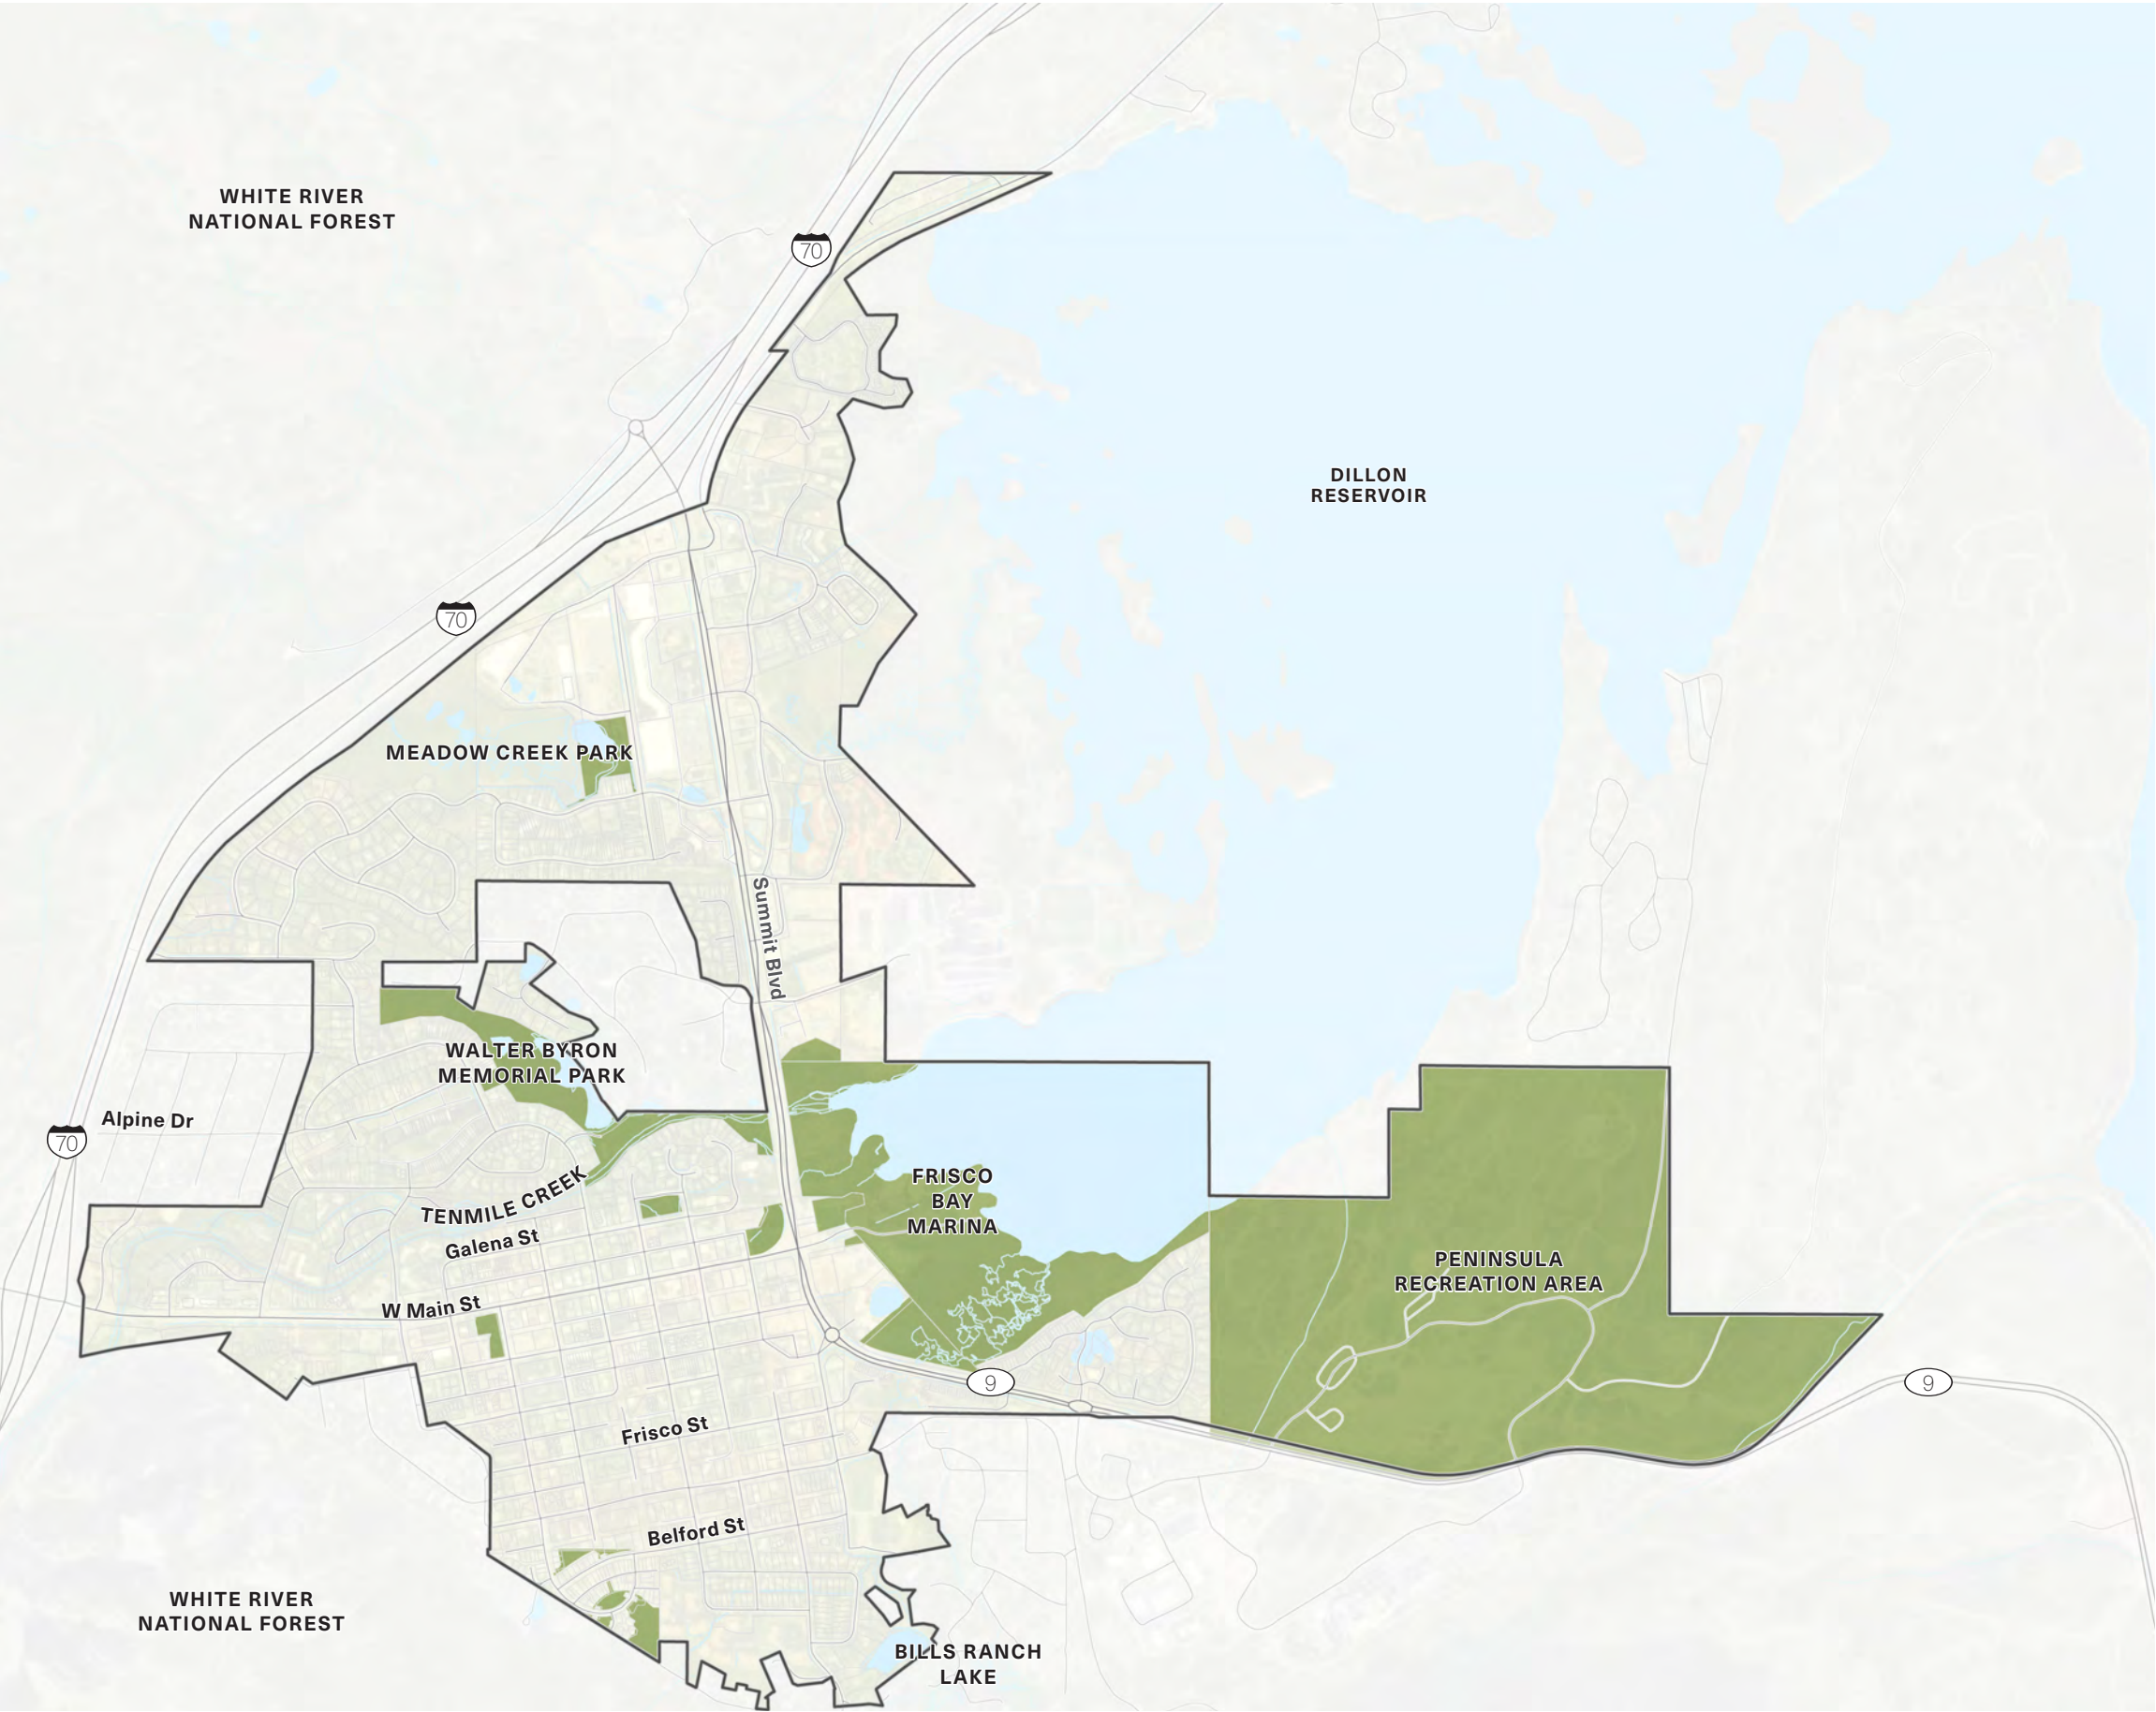 WHITE RIVER
NATIONAL FOREST
70
DILLON
RESERVOIR
70
MEADOW CREEK PARK
Summit Blvd
WALTER BYRON
MEMORIAL PARK
Alpine Dr
70
FRISCO
BAY
MARINA
TENMILE CREEK
Galena St
PENINSULA
RECREATION AREA
W Main St
9
9
Frisco St
Belford St
WHITE RIVER
NATIONAL FOREST
BILLS RANCH
LAKE